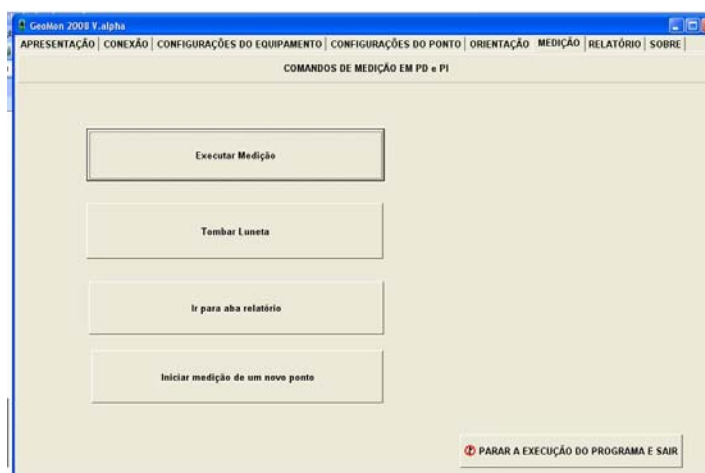 GeoMon 2008 V.alpha
APRESENTAÇÃO CONEXÃO CONFIGURAÇÕES DO EQUIPAMENTO CONFIGURAÇÕES DO PONTO ORIENTAÇÃO MEDIÇÃO RELATÓRIO SOBRE
COMANDOS DE MEDIÇÃO EM PD e PI
Executar Medição
Tombar Luneta
Ir para aba relatório
Iniciar medição de um novo ponto
PARAR A EXECUÇÃO DO PROGRAMA E SAIR